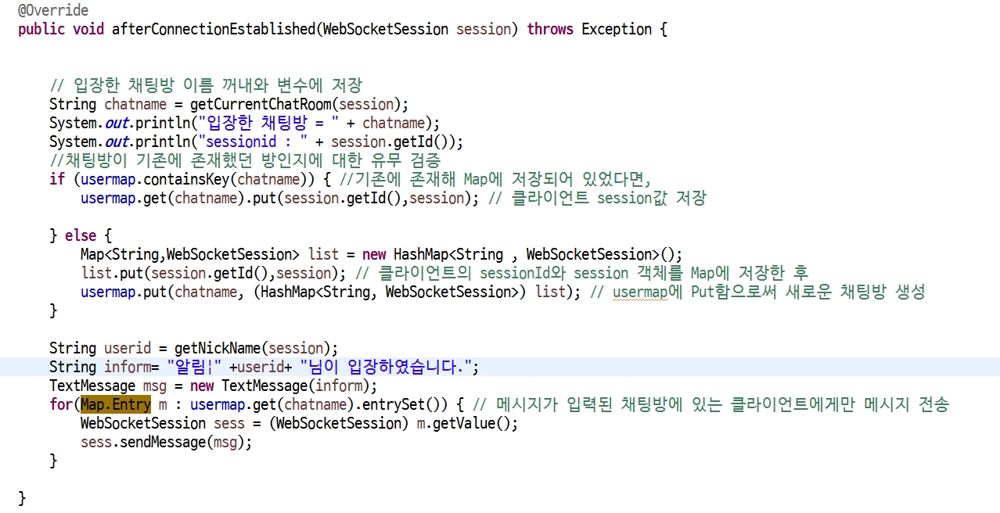 @Override
public void afterConnectionEstablished(WebSocketSession session) throws Exception {
// 입장한 채팅방 이름 꺼내와 변수에 저장
String chatname = getCurrentChatRoom(session);
System.out.println("입장한 채팅방 = " + chatname);
System.out.println("sessionid : " + session.getId());
//채팅방이 기존에 존재했던 방인지에 대한 유무 검증
if (usermap.containsKey(chatname)) { //기존에 존재해 Map에 저장되어 있었다면,
usermap.get(chatname).put(session.getId(),session); // 클라이언트 session값 저장
} else {
Map<String,WebSocketSession> list = new HashMap<String , WebSocketSession>();
list.put(session.getId(),session); // 클라이언트의 sessionId와 session 객체를 Map에 저장한 후
usermap.put(chatname, (HashMap<String, WebSocketSession>) list); // usermap에 Put함으로써 새로운 채팅방 생성
}
String userid = getNickName(session);
String inform= "알림¦" +userid+ "님이 입장하였습니다.";
TextMessage msg = new TextMessage(inform);
for(Map.Entry m : usermap.get(chatname).entrySet()) { // 메시지가 입력된 채팅방에 있는 클라이언트에게만 메시지 전송
WebSocketSession sess = (WebSocketSession) m.getValue();
sess.sendMessage(msg);
}
}